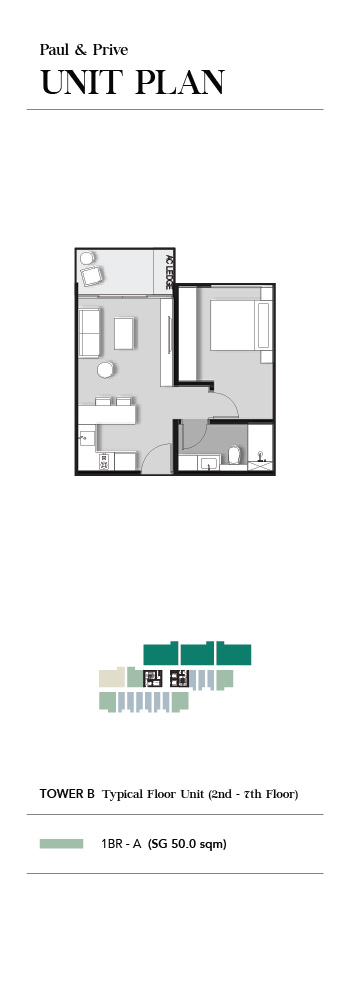 Paul & Prive
UNIT PLAN
AC LEDGE
TOWER B Typical Floor Unit (2nd - 7th Floor)
1BR - A (SG 50.0 sqm)